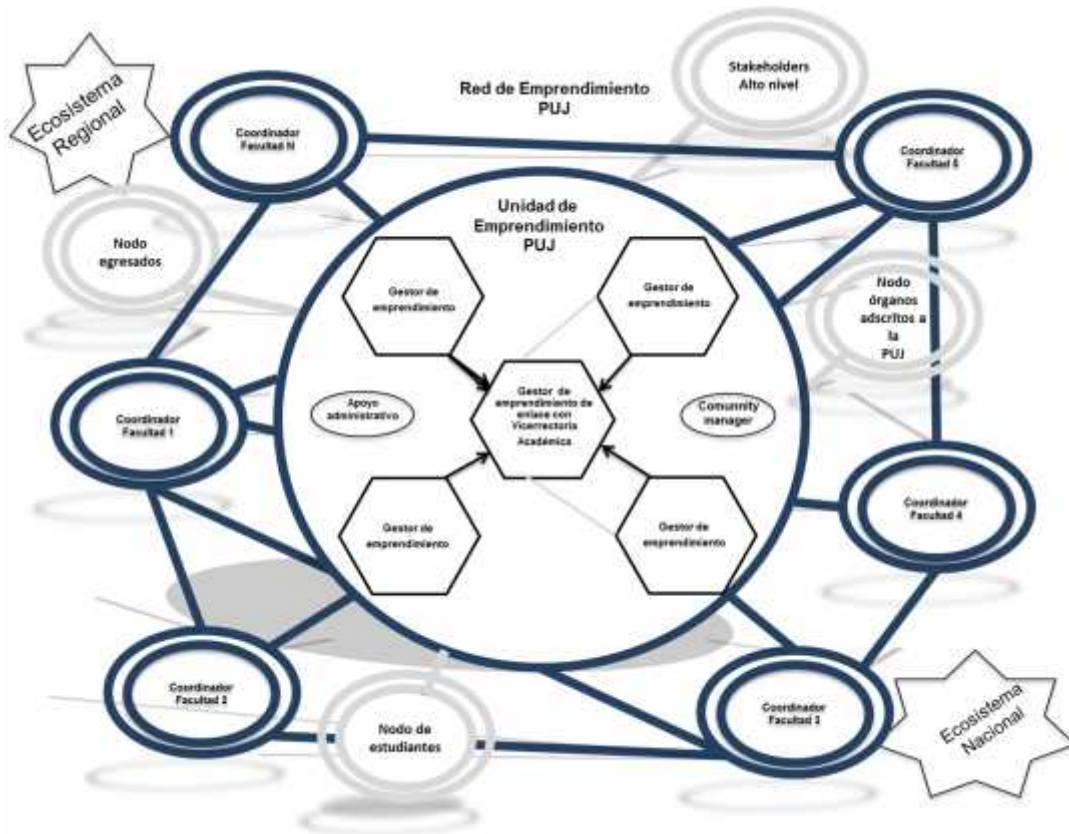 Ecosistema
Regional
Coordinador
Facultad N
Red de Emprendimiento
PUJ
Stakeholders
Alto nivel
Coordinador
Facultad 5
Nodo
egresados
Unidad de
Emprendimiento
PUJ
Gestor de
emprendimiento
Gestor de
emprendimiento
Nodo
órganos
adscritos a
la
PUJ
Coordinador
Facultad 1
Apoyo
administrativo
Gestor de
emprendimiento de
enlace con
Vicerrectoría
Académica
Comunnity
manager
Gestor de
emprendimiento
Gestor de
emprendimiento
Coordinador
Facultad 4
Coordinador
Facultad 2
Nodo de
estudiantes
Coordinador
Facultad 3
Ecosistema
Nacional